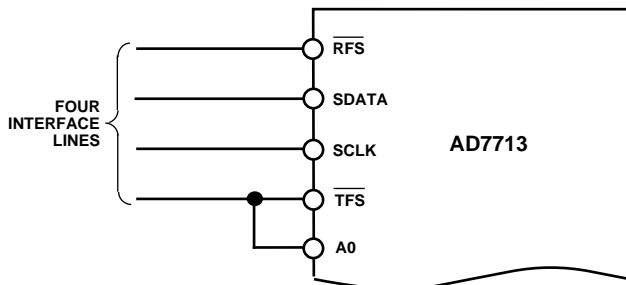 RFS
SDATA
SCLK
TFS
A0
FOUR
INTERFACE
LINES
AD7713